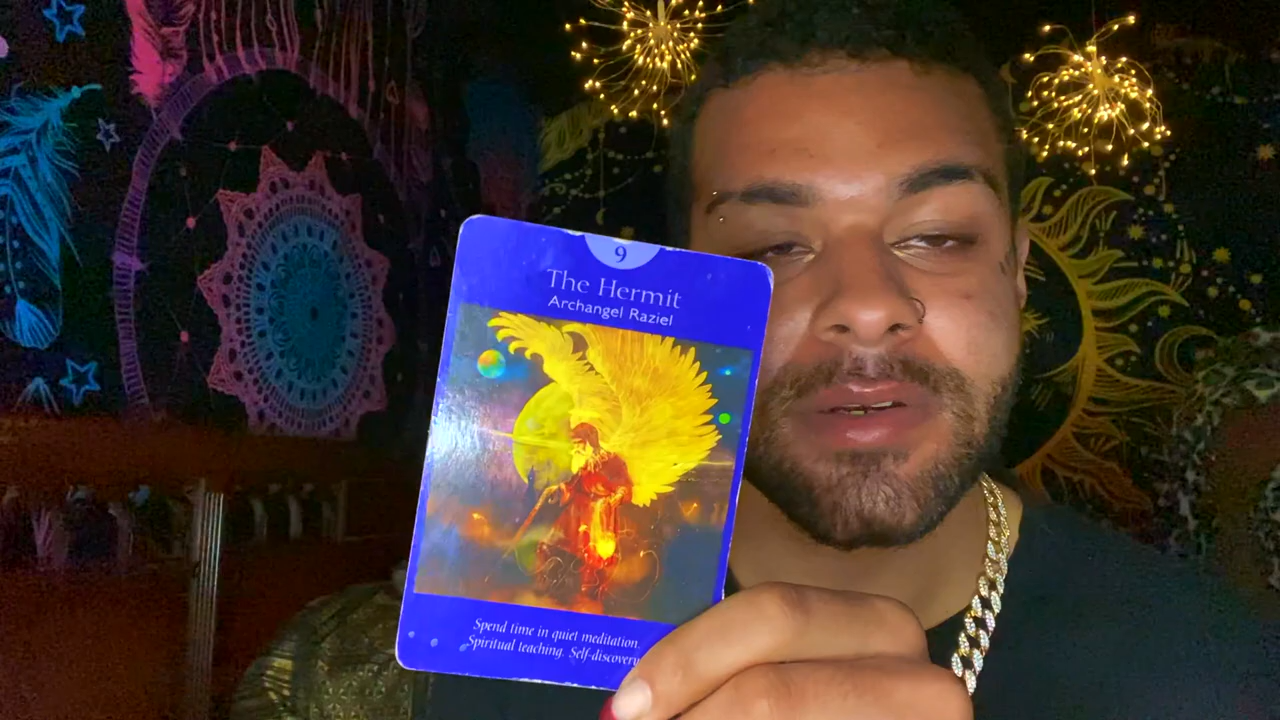 9
The Hermit
Archangel Raziel
Spend time in quiet meditation.
Spiritual teaching. Self-discovery